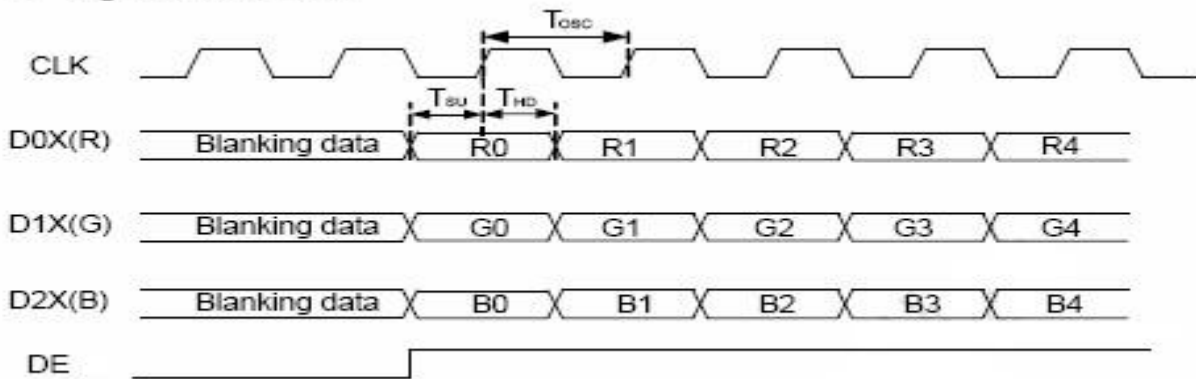 Tosc
CLK
TSU THD
D0X(R) Blanking data R0 R1 R2 R3 R4
D1X(G) Blanking data G0 G1 G2 G3 G4
D2X(B) Blanking data B0 B1 B2 B3 B4
DE